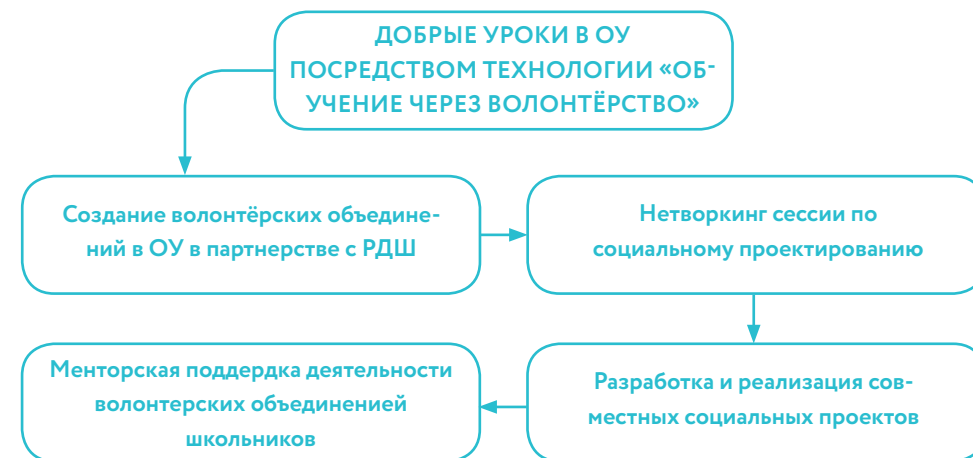 ДОБРЫЕ УРОКИ В ОУ
ПОСРЕДСТВОМ ТЕХНОЛОГИИ «ОБ-
УЧЕНИЕ ЧЕРЕЗ ВОЛОНТЁРСТВО»
Создание волонтёрских объедине-
ний в ОУ в партнерстве с РДШ
Нетворкинг сессии по
социальному проектированию
Разработка и реализация сов-
местных социальных проектов
Менторская поддердка деятельности
волонтерских объединенией
школьников